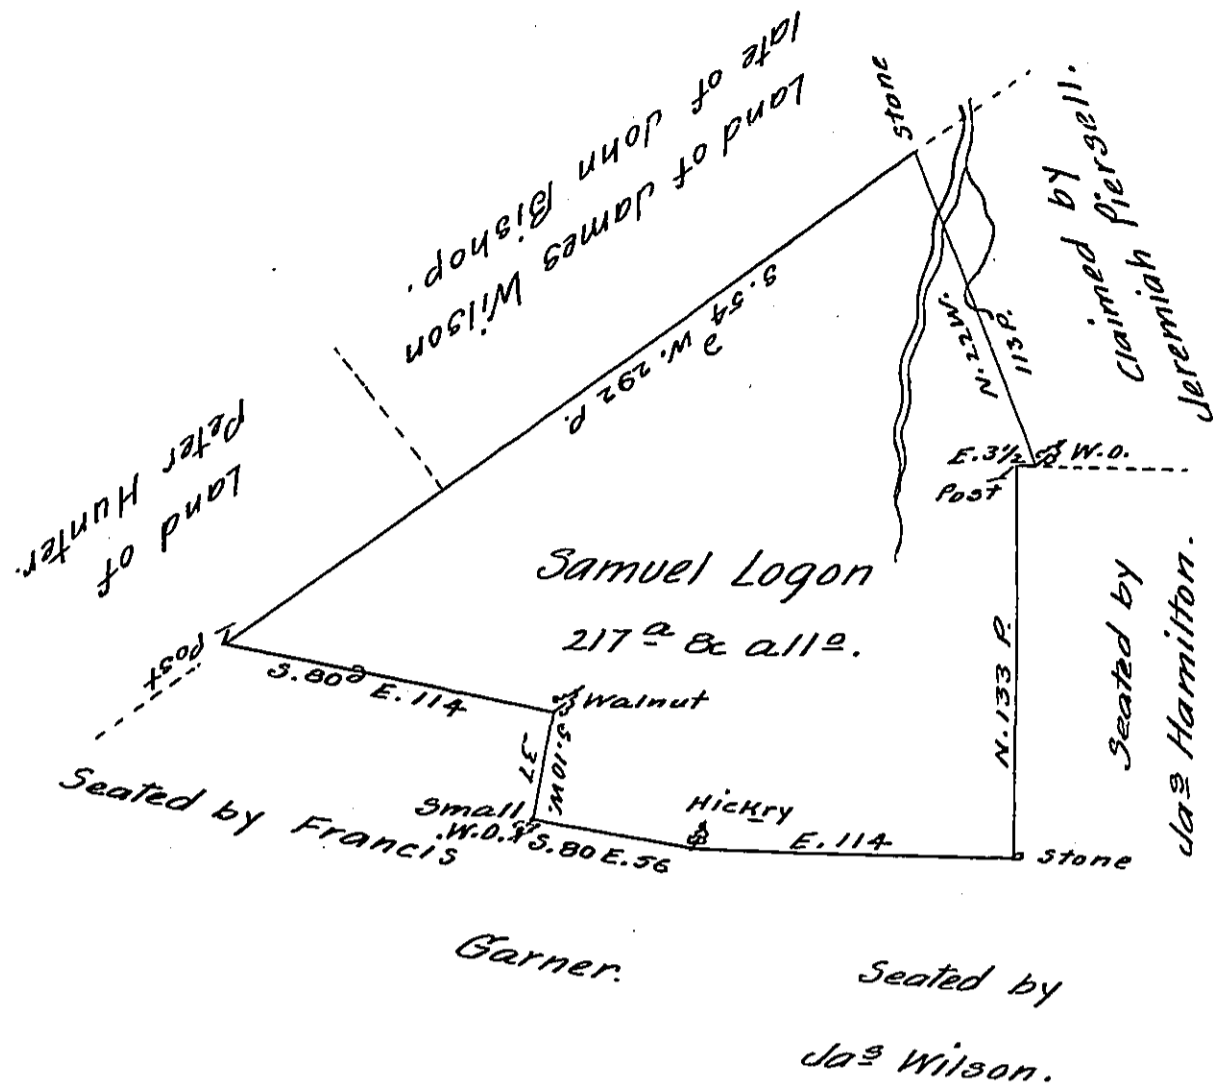 Land of James Wilson
late of John Bishop.
Stone
Claimed by
Jeremiah Piersell.
S. 54 W. 292 P.
N. 22 W.
113 P.
Land of
Peter Hunter.
E. 3½
W.O.
Post
Samuel Logon
217 a & all a.
Seated by
Jas Hamilton.
N. 133 P.
Post
S. 80 E. 114
Walnut
S. 10 W.
37
Small
W.O.
S. 80 E. 56
Hickry
E. 114
Stone
Seated by Francis
Garner.
Seated by
Jas Wilson.